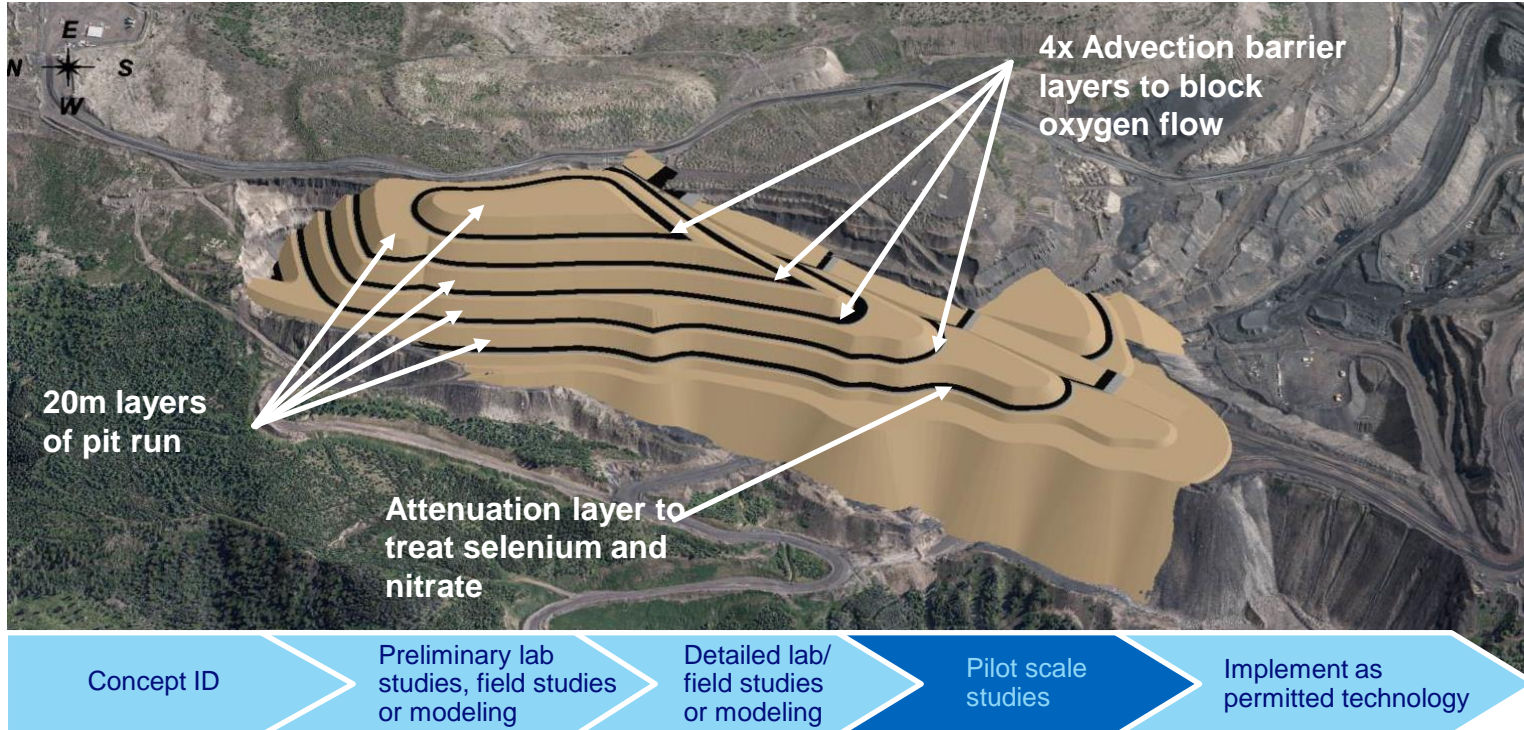 E
N
S
W
4x Advection barrier
layers to block
oxygen flow
20m layers
of pit run
Attenuation layer to
treat selenium and
nitrate
Concept ID
Preliminary lab
studies, field studies
or modeling
Detailed lab/
field studies
or modeling
Pilot scale
studies
Implement as
permitted technology